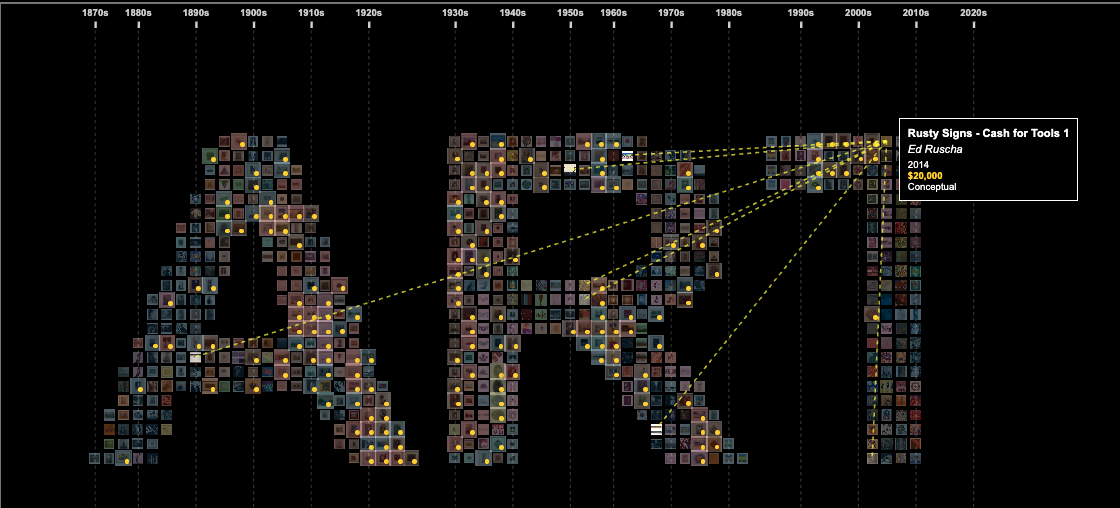 1870s 1880s 1890s 1900s 1910s 1920s 1930s 1940s 1950s 1960s 1970s 1980s 1990s 2000s 2010s 2020s
Rusty Signs - Cash for Tools 1
Ed Ruscha
2014
$20,000
Conceptual